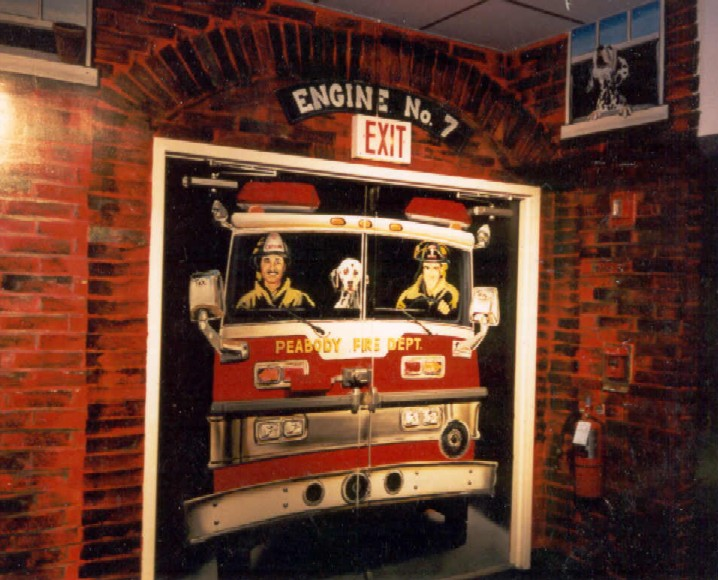 ENGINE No. 7
EXIT
PEABODY FIRE DEPT.